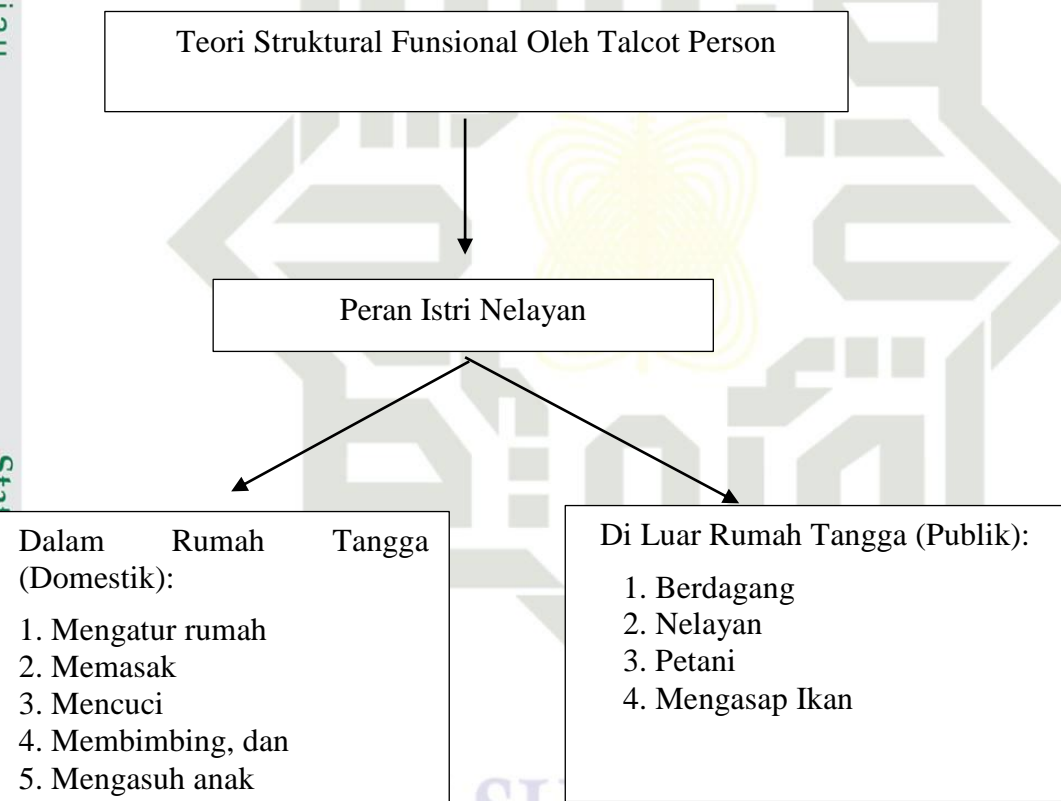 Teori Struktural Funsional Oleh Talcot Person
Peran Istri Nelayan
Dalam Rumah Tangga
(Domestik):
1. Mengatur rumah
2. Memasak
3. Mencuci
4. Membimbing, dan
5. Mengasuh anak
Di Luar Rumah Tangga (Publik):
1. Berdagang
2. Nelayan
3. Petani
4. Mengasap Ikan